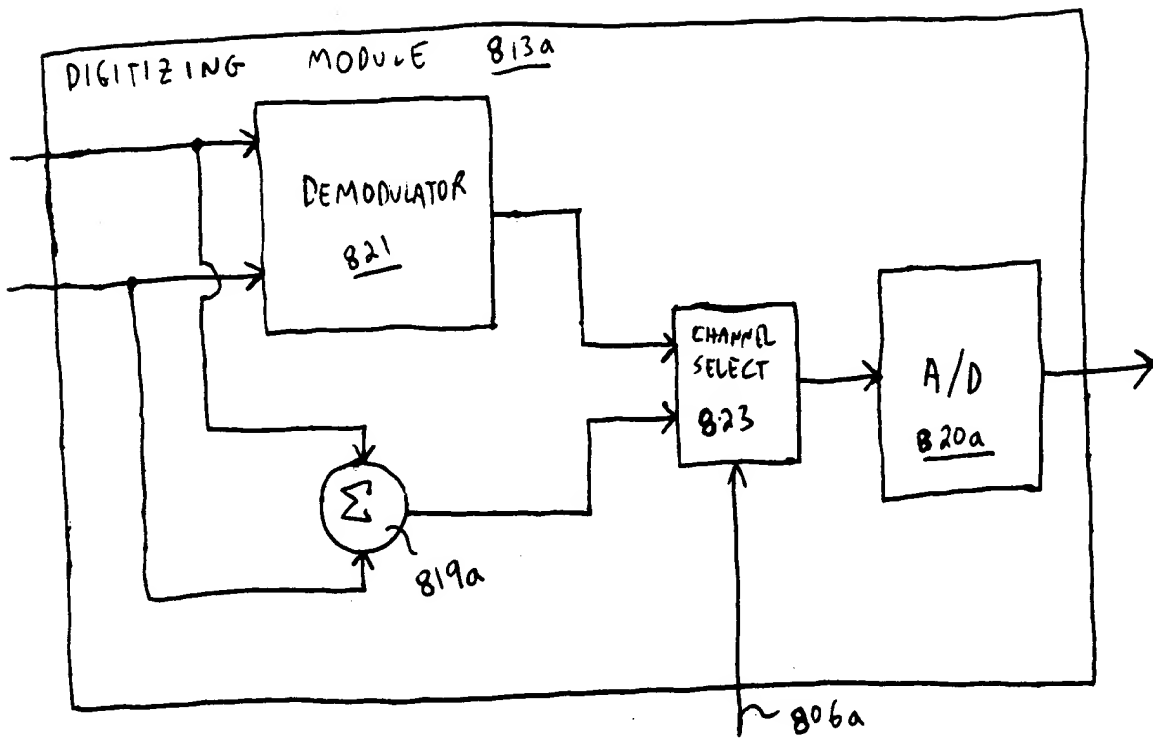 DIGITIZING MODULE 813a
DEMODULATOR
821
CHANNEL
SELECT
823
A/D
820a
Σ
819a
806a